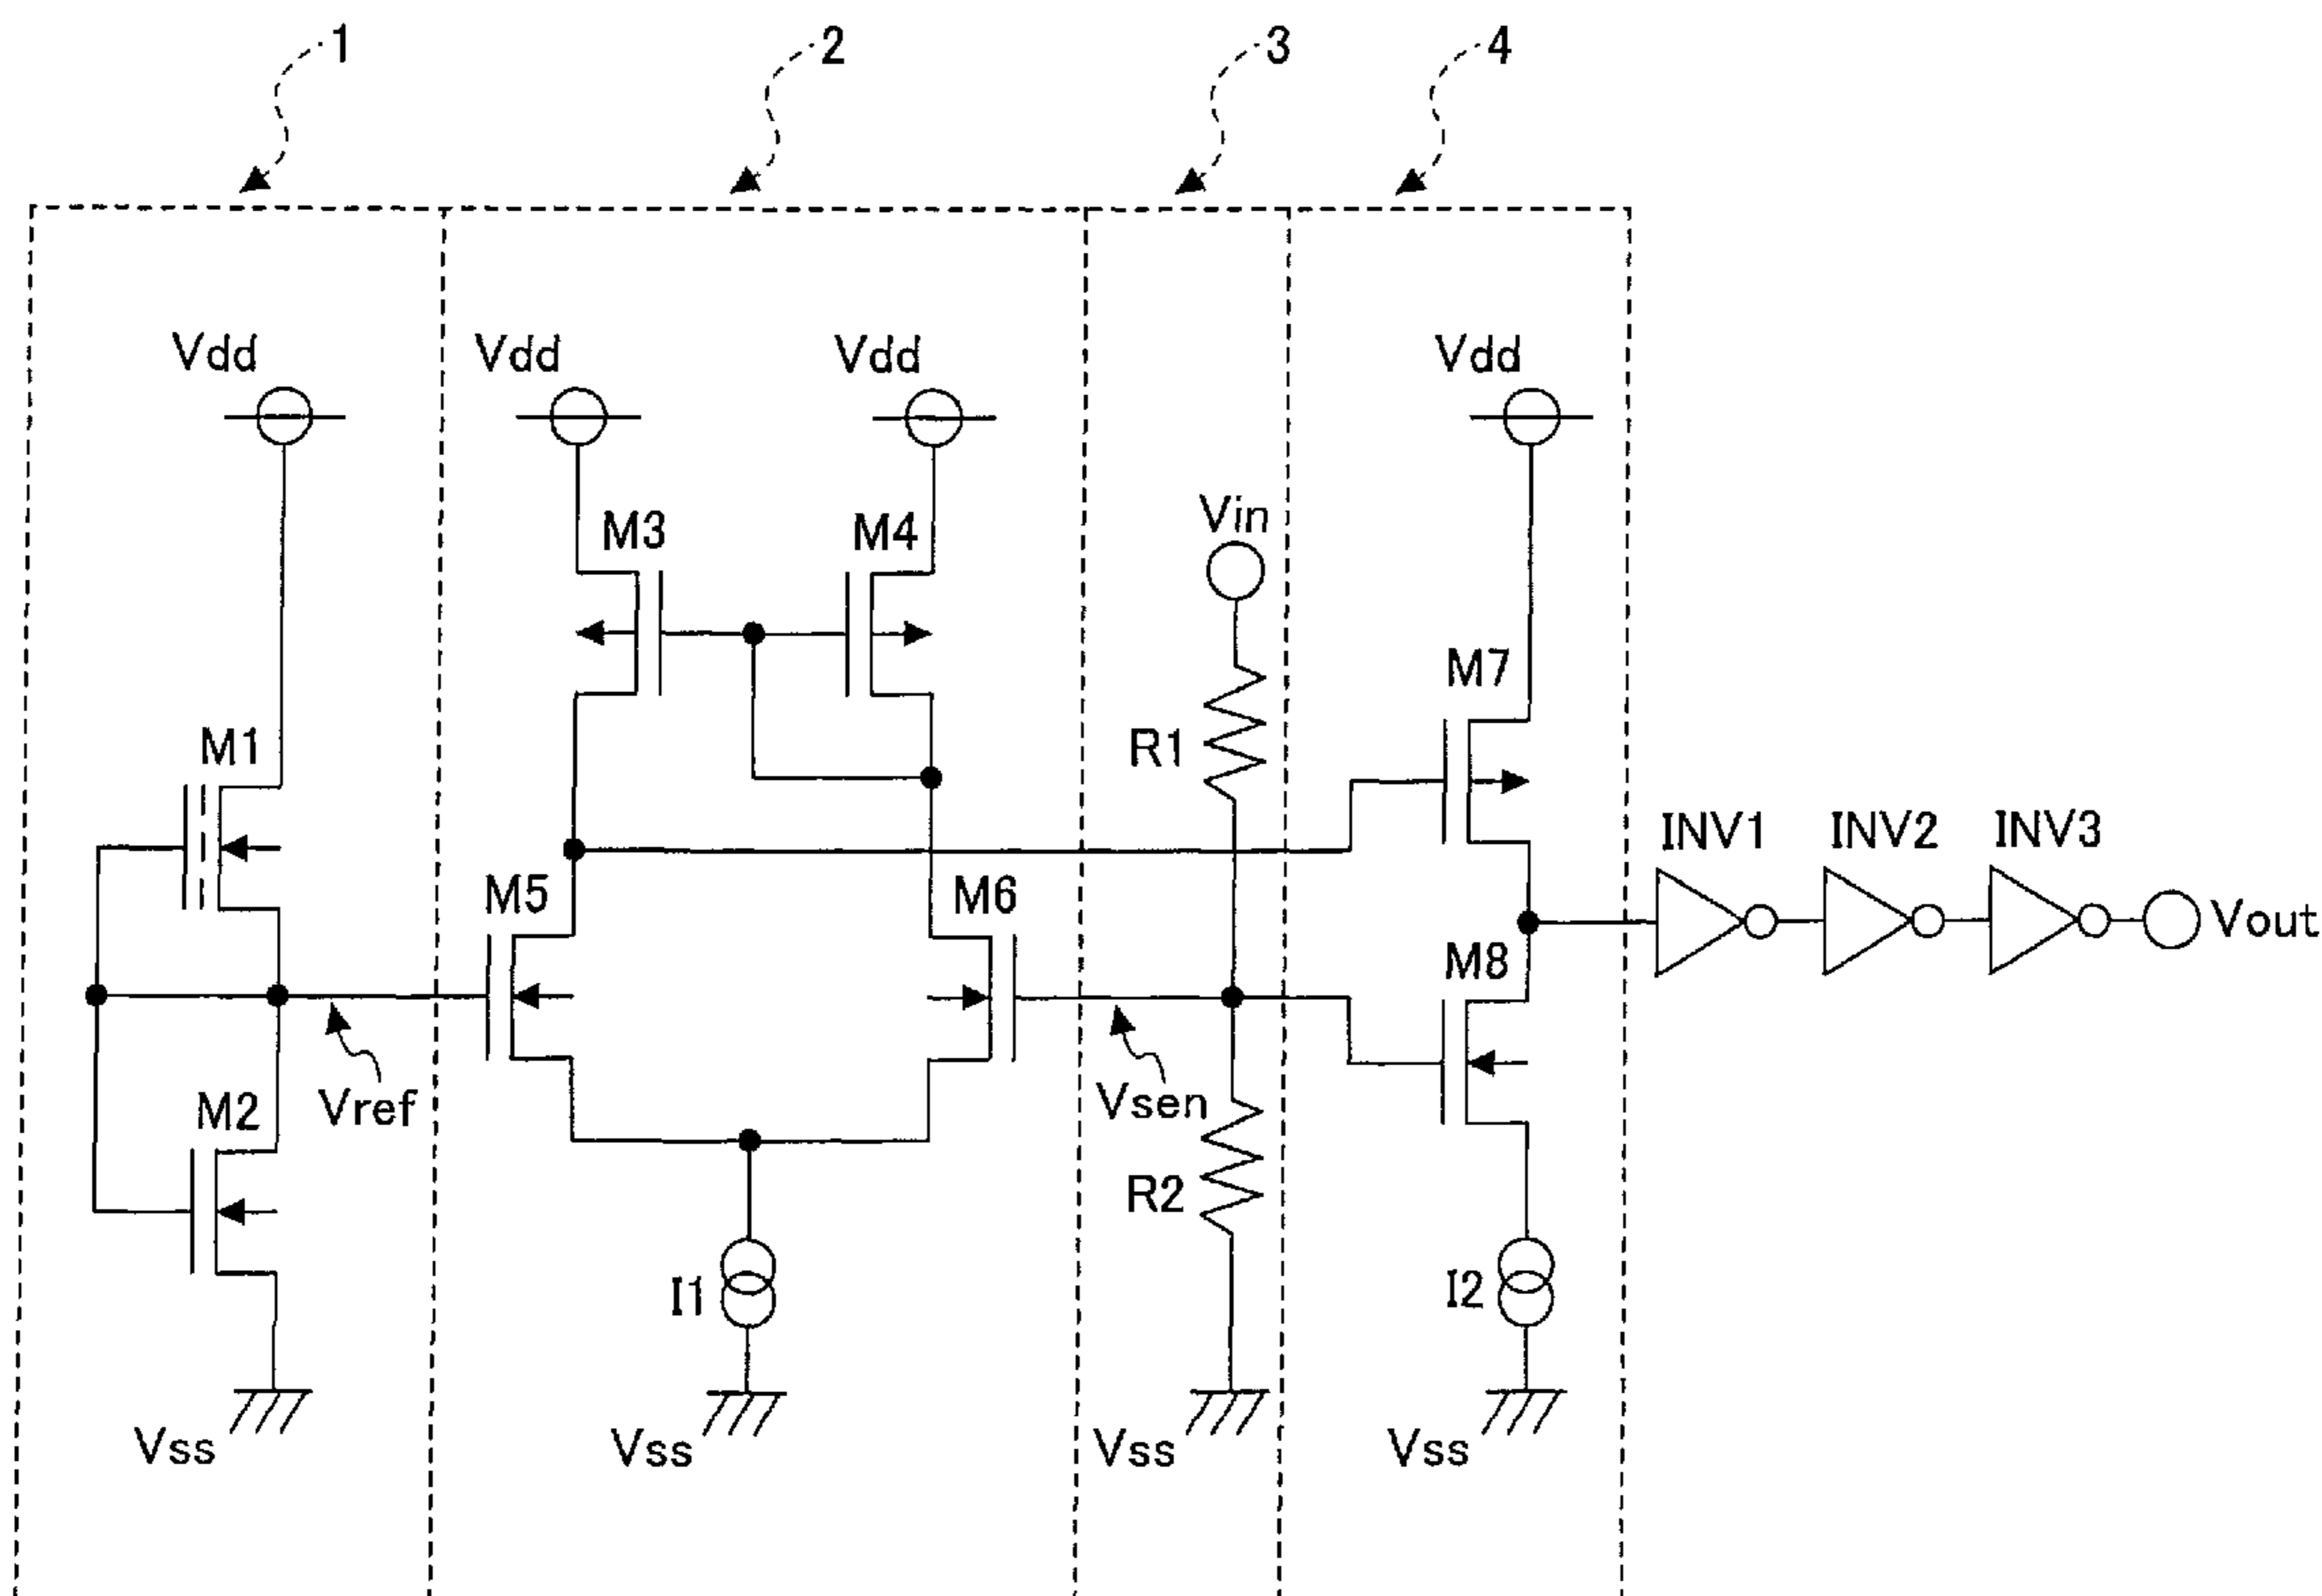 1 2 3 4
Vdd Vdd Vdd Vdd
Vin
M3 M4
M7
M1 R1
INV1 INV2 INV3
M5 M6
Vout
M8
Vref Vsen
M2
R2
I1 I2
Vss Vss Vss Vss